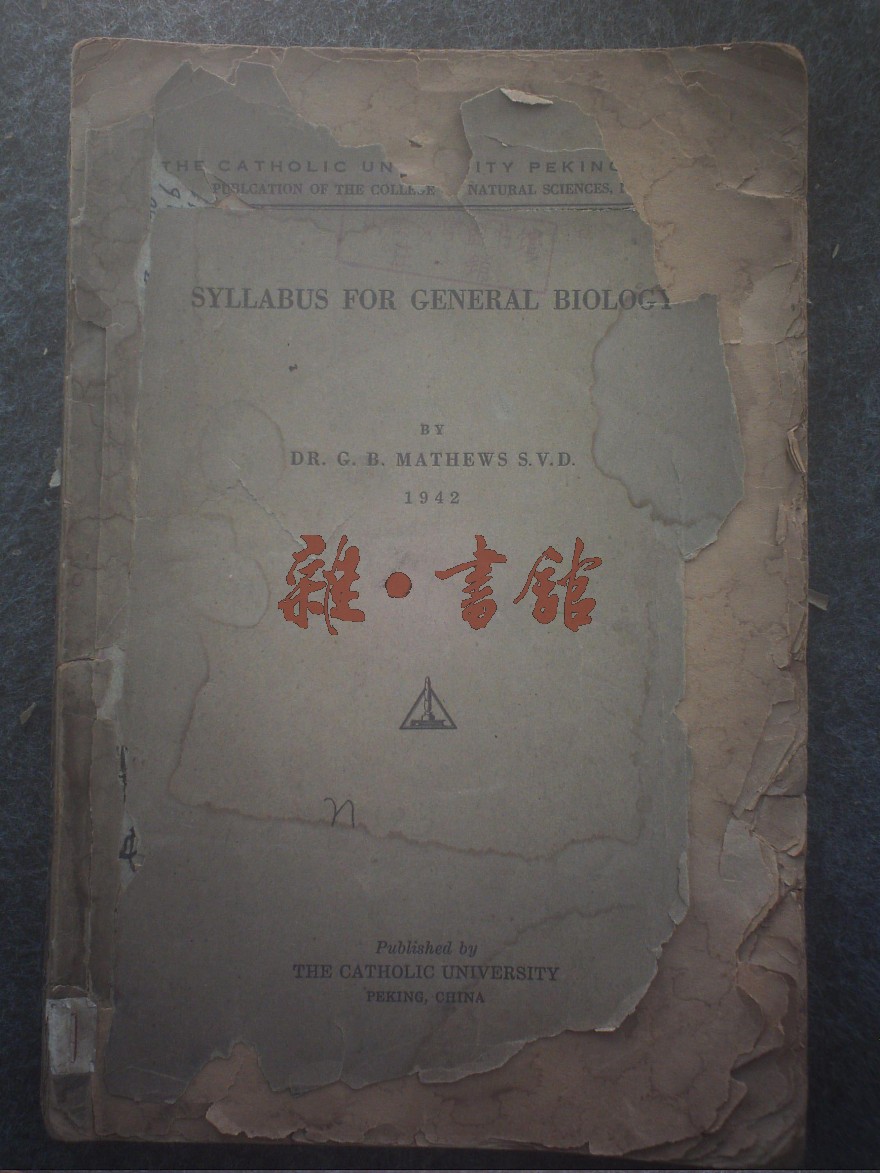 THE CATHOLIC UN ITY PEKING
PUBLCATION OF THE COLLEGE NATURAL SCIENCES,
SYLLABUS FOR GENERAL BIOLOGY
BY
DR. G. B. MATHEWS S.V.D.
1942
雜·書館
n
Published by
THE CATHOLIC UNIVERSITY
PEKING, CHINA